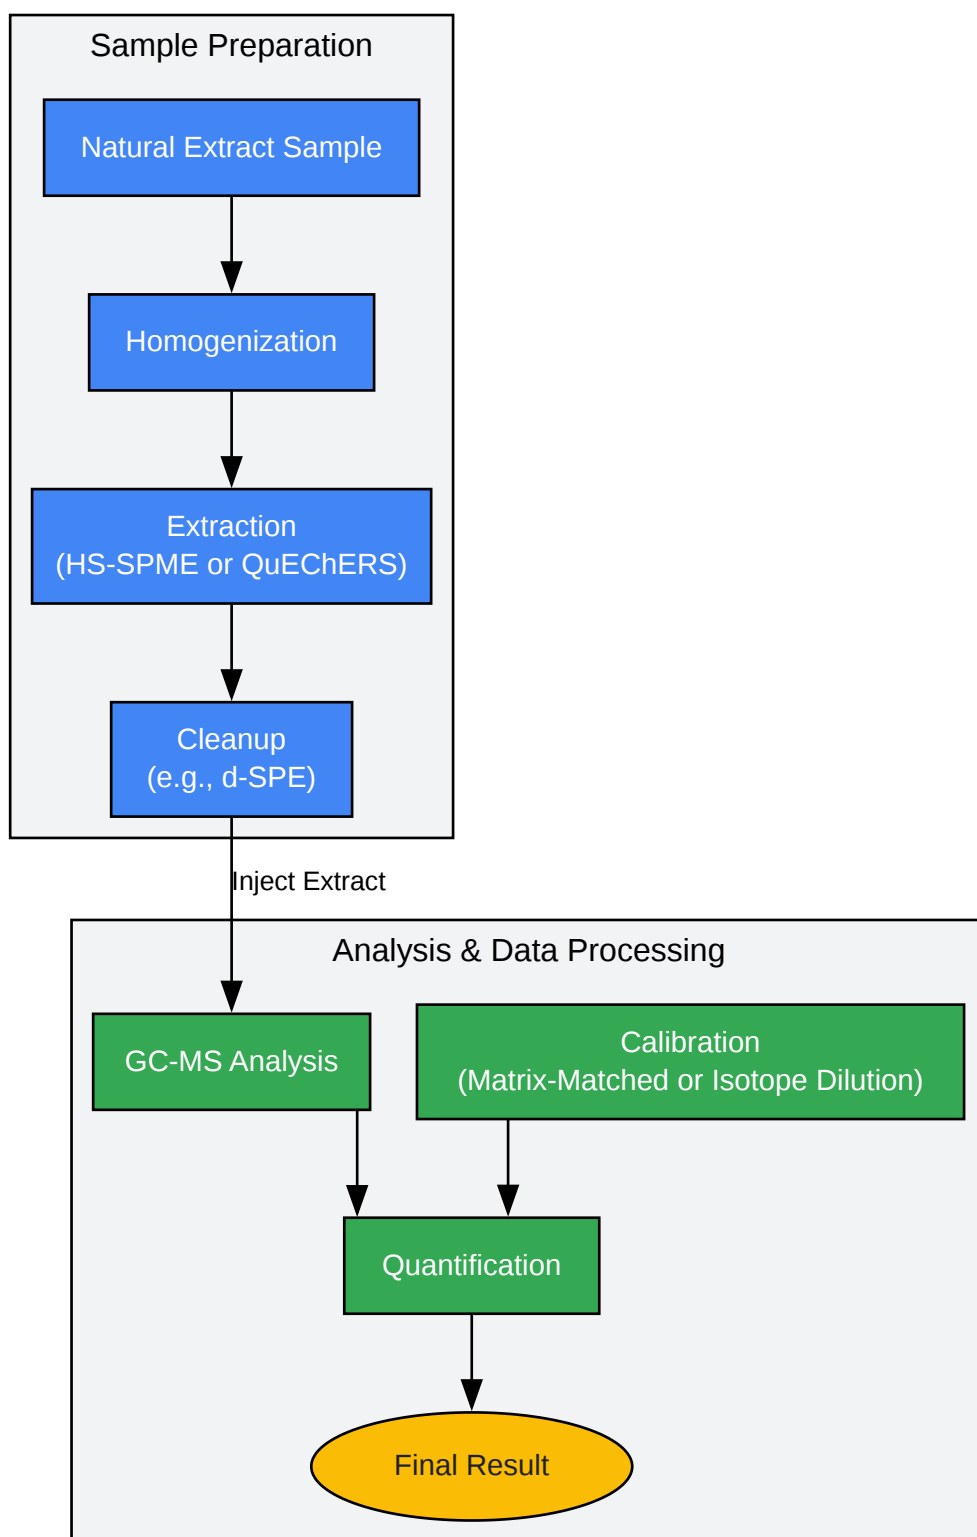 Sample Preparation
Natural Extract Sample
Homogenization
Extraction
(HS-SPME or QuEChERS)
Cleanup
(e.g., d-SPE)
Inject Extract
Analysis & Data Processing
GC-MS Analysis
Calibration
(Matrix-Matched or Isotope Dilution)
Quantification
Final Result